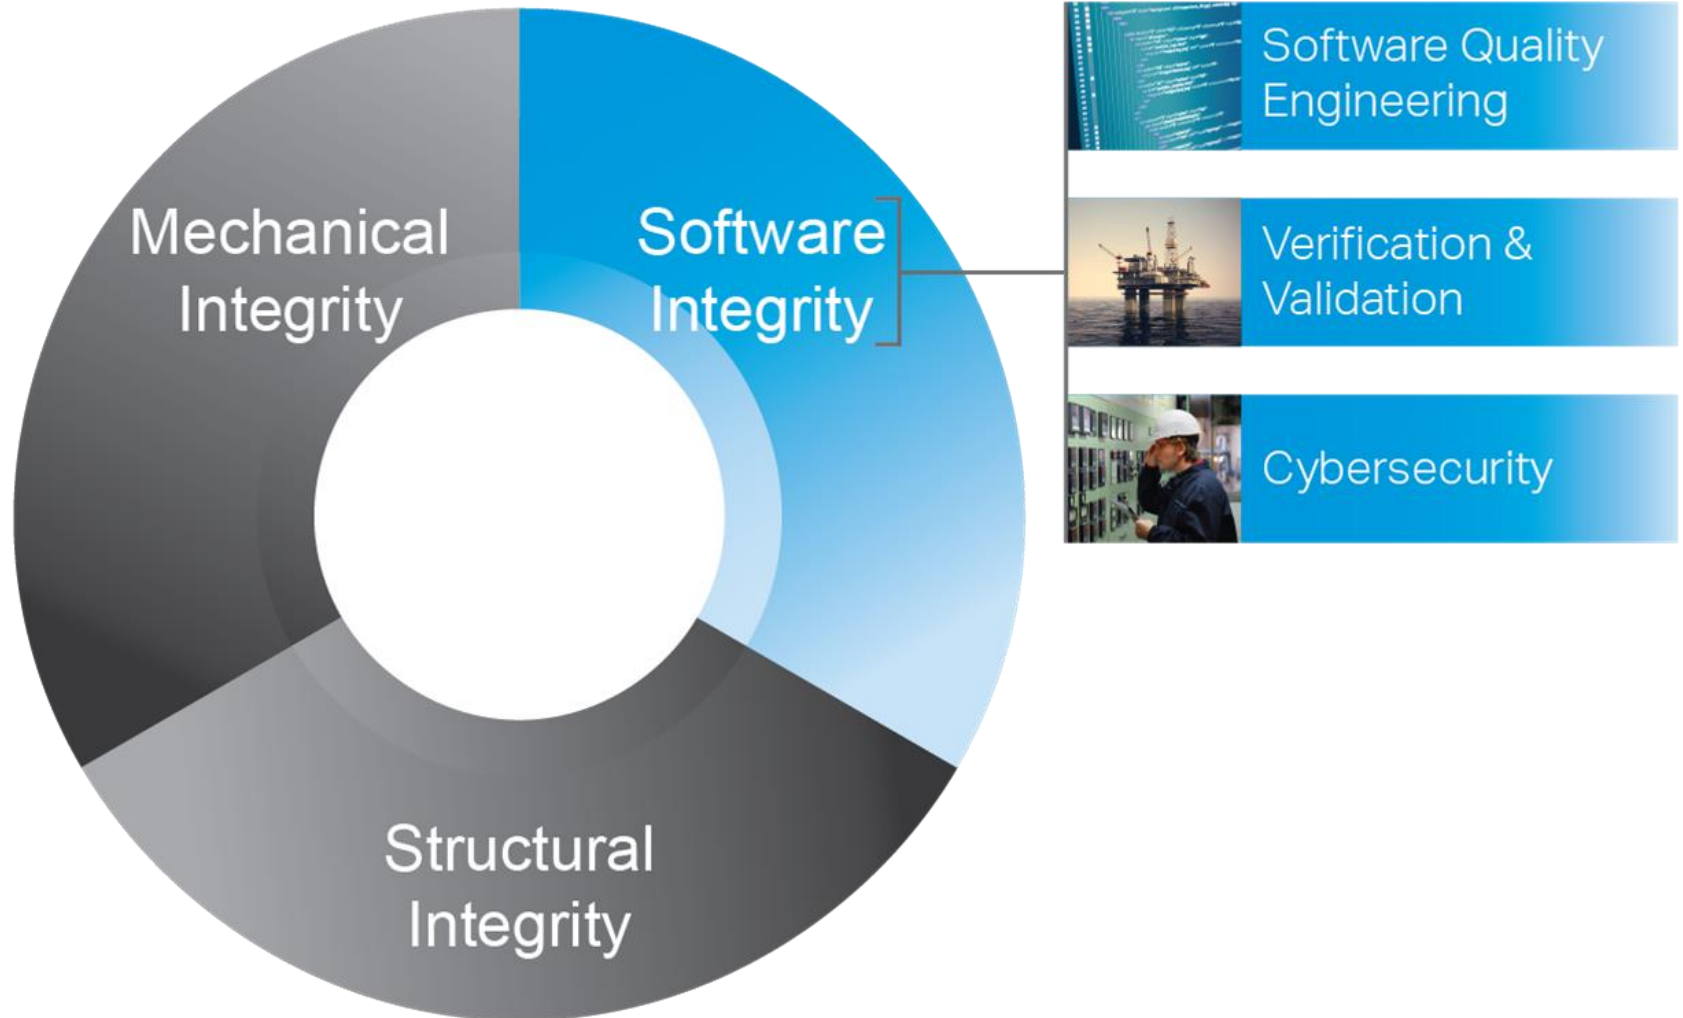 Mechanical
Integrity
Software
Integrity
Structural
Integrity
Software Quality
Engineering
Verification &
Validation
Cybersecurity